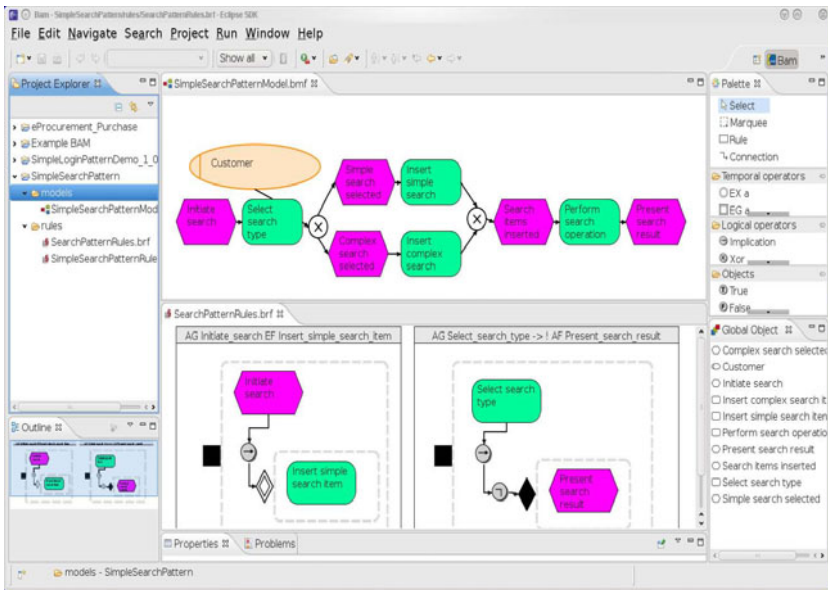 Bam - SimpleSearchPattern/rules/SearchPatternRules.brf - Eclipse SDK
File Edit Navigate Search Project Run Window Help
Show all
Bam
Project Explorer
eProcurement_Purchase
Example BAM
SimpleLoginPatternDemo_1_0
SimpleSearchPattern
models
SimpleSearchPatternMod
rules
SearchPatternRules.brf
SimpleSearchPatternRule
Outline
SimpleSearchPatternModel.bmf
Customer
Initiate search
Select search type
Simple search selected
Insert simple search
Complex search selected
Insert complex search
Search items inserted
Perform search operation
Present search result
SearchPatternRules.brf
AG Initiate_search EF Insert_simple_search_item
Initiate search
Insert simple search item
AG Select_search_type -> ! AF Present_search_result
Select search type
Present search result
Properties
Problems
Palette
Select
Marquee
Rule
Connection
Temporal operators
EX a
EG a
Logical operators
Implication
Xor
Objects
True
False
Global Object
Complex search selected
Customer
Initiate search
Insert complex search it
Insert simple search iten
Perform search operatio
Present search result
Search items inserted
Select search type
Simple search selected
models - SimpleSearchPattern